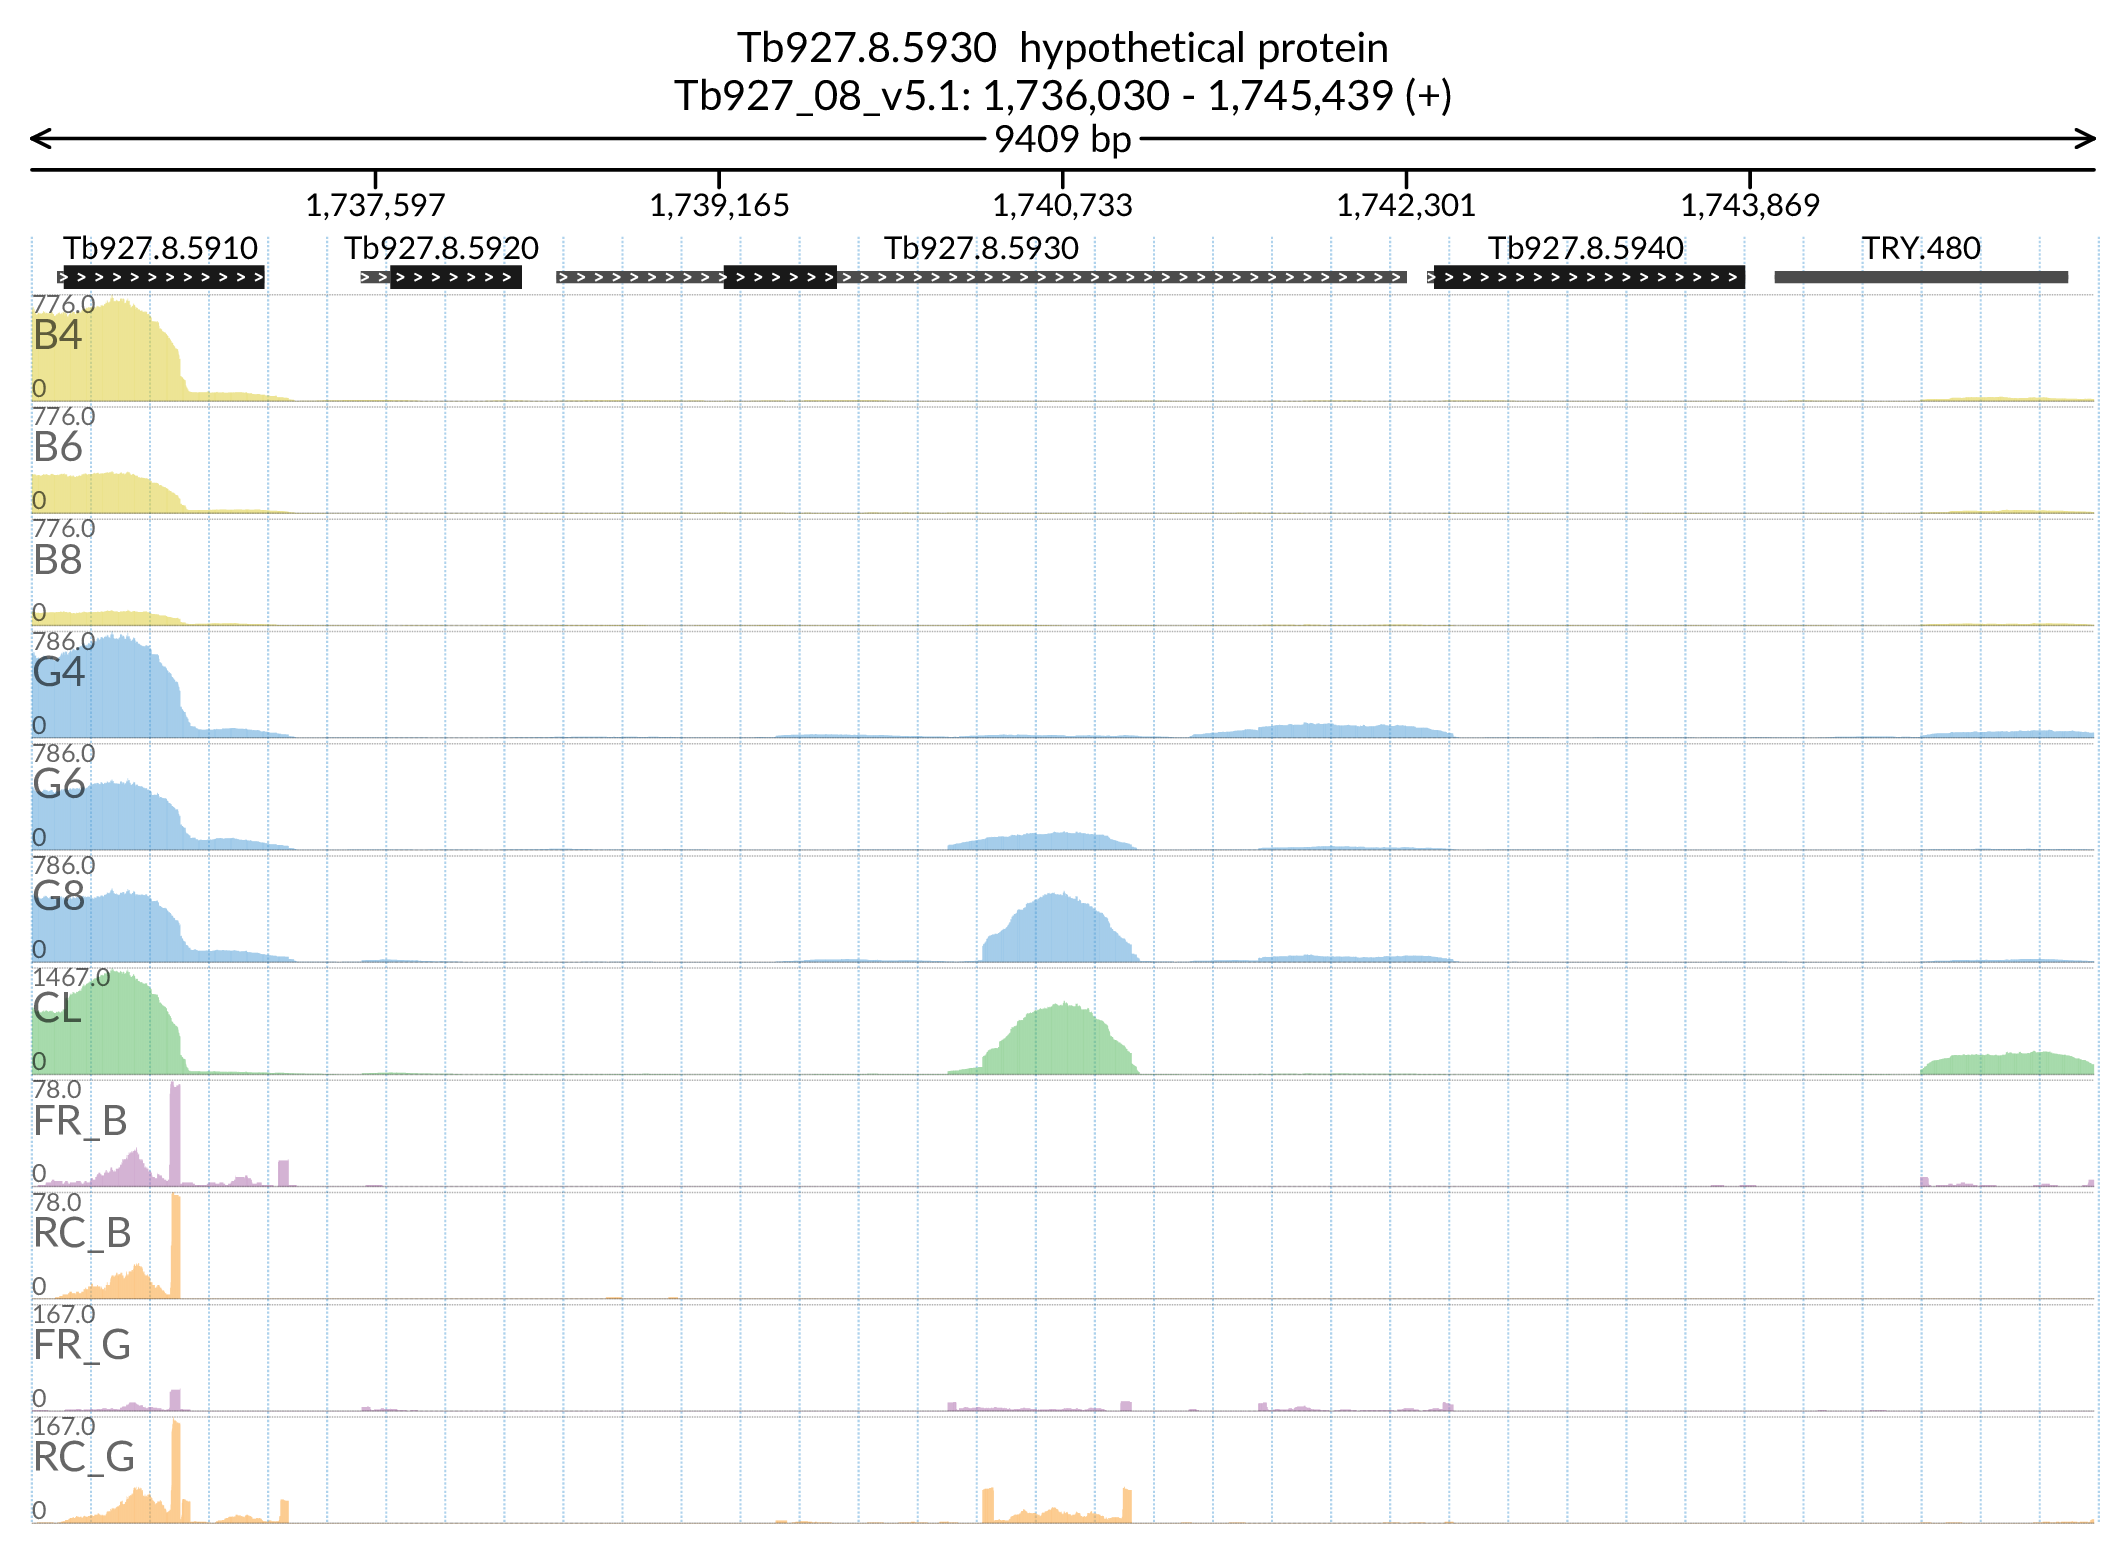 Tb927.8.5930 hypothetical protein
Tb927_08_v5.1: 1,736,030 - 1,745,439 (+)
9409 bp
1,737,597 1,739,165 1,740,733 1,742,301 1,743,869
Tb927.8.5910 Tb927.8.5920 Tb927.8.5930 Tb927.8.5940 TRY.480
776.0
B4
0
776.0
B6
0
776.0
B8
0
786.0
G4
0
786.0
G6
0
786.0
G8
0
1467.0
CL
0
78.0
FR_B
0
78.0
RC_B
0
167.0
FR_G
0
167.0
RC_G
0